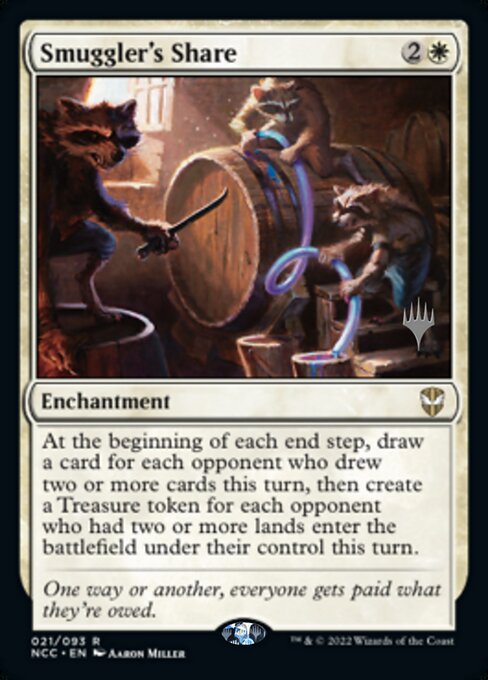 Smuggler's Share 2
Enchantment
At the beginning of each end step, draw
a card for each opponent who drew
two or more cards this turn, then create
a Treasure token for each opponent
who had two or more lands enter the
battlefield under their control this turn.
One way or another, everyone gets paid what
they're owed.
021/093 R
NCC • EN Aaron Miller
™ & © 2022 Wizards of the Coast